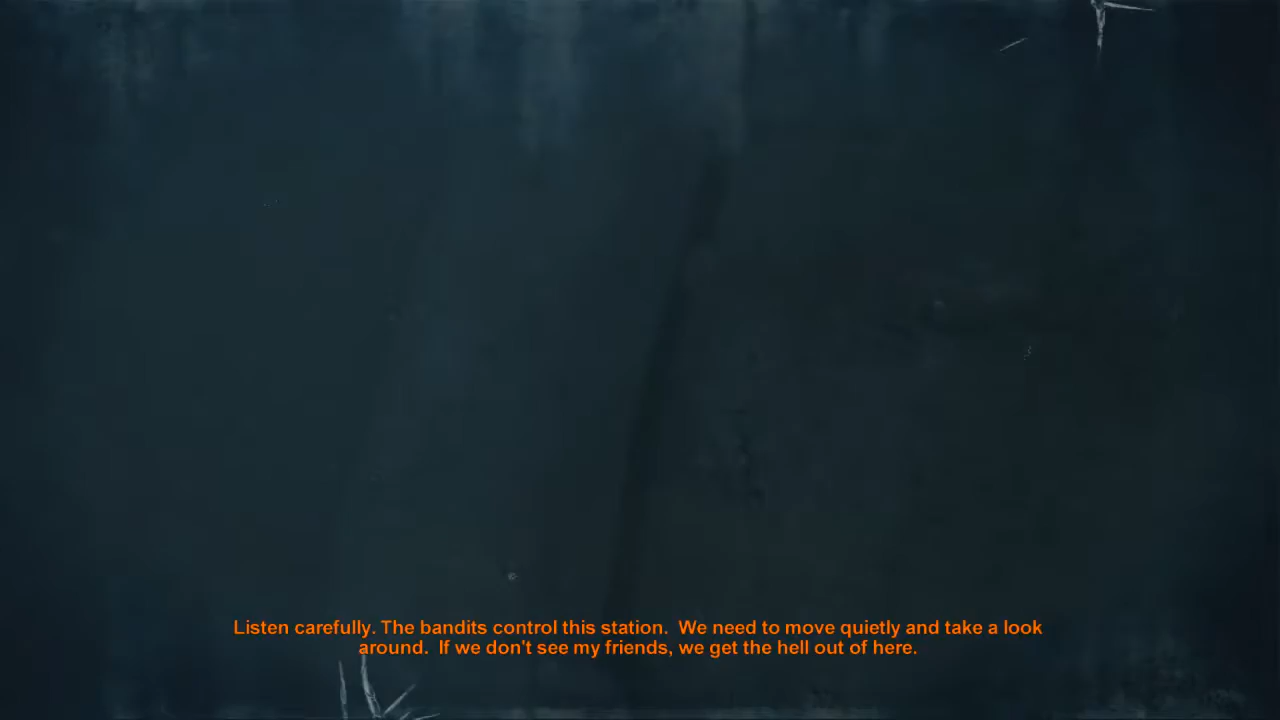 Listen carefully. The bandits control this station.  We need to move quietly and take a look
around.  If we don't see my friends, we get the hell out of here.